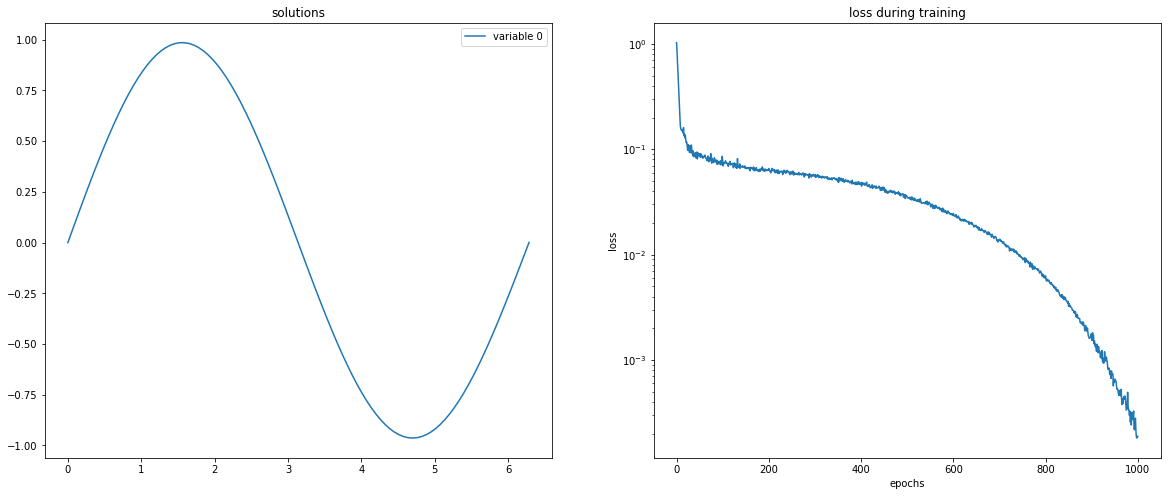 solutions
1.00
0.75
0.50
0.25
0.00
−0.25
−0.50
−0.75
−1.00
0 1 2 3 4 5 6
variable 0
loss during training
loss
10⁰
10⁻¹
10⁻²
10⁻³
0 200 400 600 800 1000
epochs